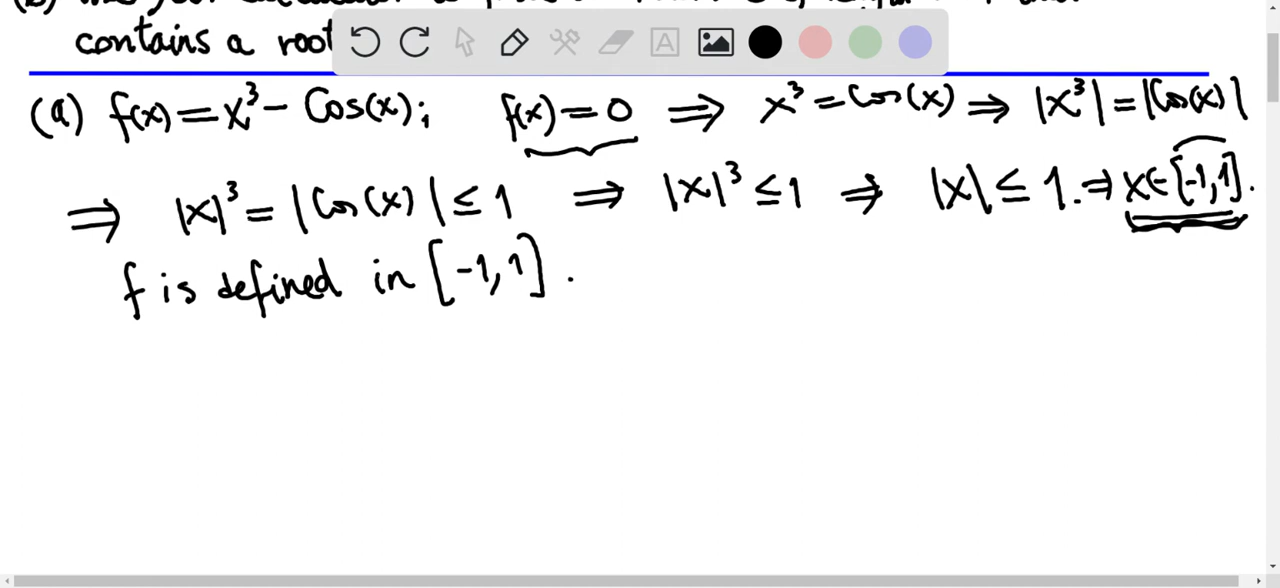 contains a root
(a) f(x) = x³ - Cos(x); f(x) = 0 ⇒ x³ = Cos(x) ⇒ |x³| = |Cos(x)|
⇒ |x|³ = |Cos(x)| ≤ 1 ⇒ |x|³ ≤ 1 ⇒ |x| ≤ 1. ⇒ x ∈ [-1, 1].
f is defined in [-1, 1].